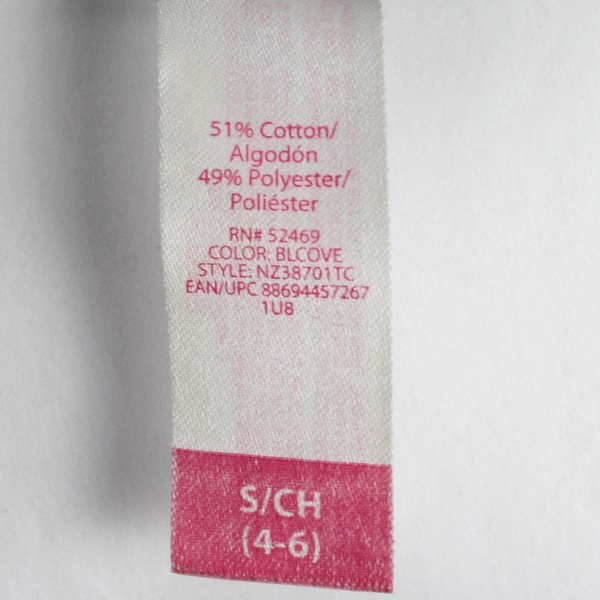 51% Cotton/
Algodón
49% Polyester/
Poliéster
RN# 52469
COLOR: BLCOVE
STYLE: NZ38701TC
EAN/UPC 88694457267
1U8
S/CH
(4-6)